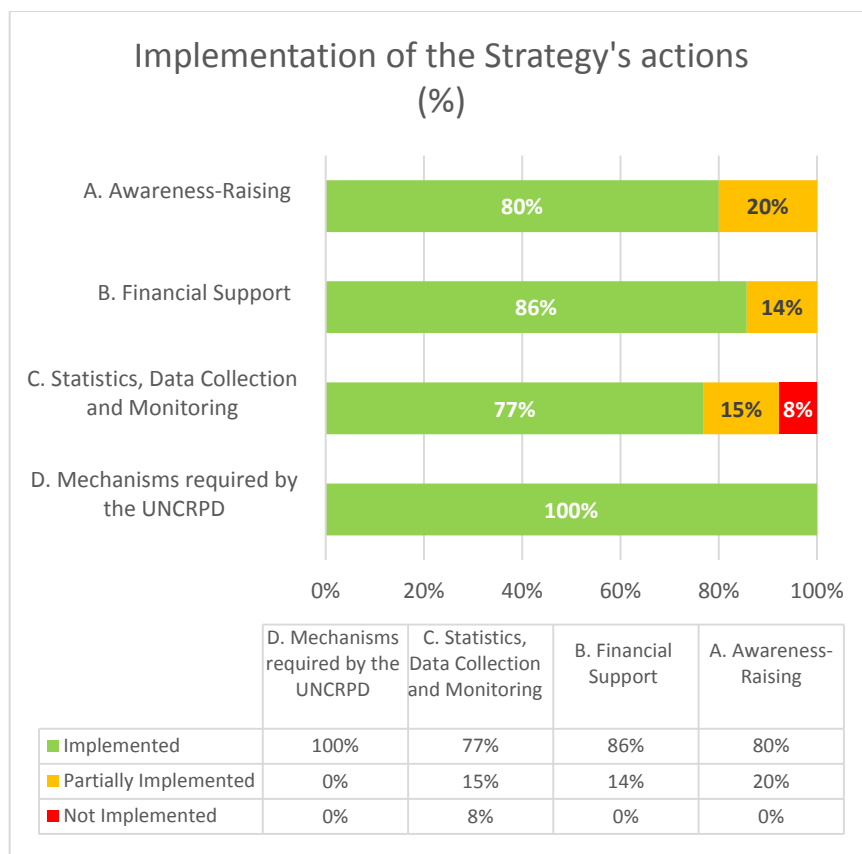 Implementation of the Strategy's actions
(%)
A. Awareness-Raising
80%
20%
B. Financial Support
86%
14%
C. Statistics, Data Collection
and Monitoring
77%
15%
8%
D. Mechanisms required by
the UNCRPD
100%
0% 20% 40% 60% 80% 100%
D. Mechanisms
required by the
UNCRPD
C. Statistics,
Data Collection
and Monitoring
B. Financial
Support
A. Awareness-
Raising
Implemented 100% 77% 86% 80%
Partially Implemented 0% 15% 14% 20%
Not Implemented 0% 8% 0% 0%